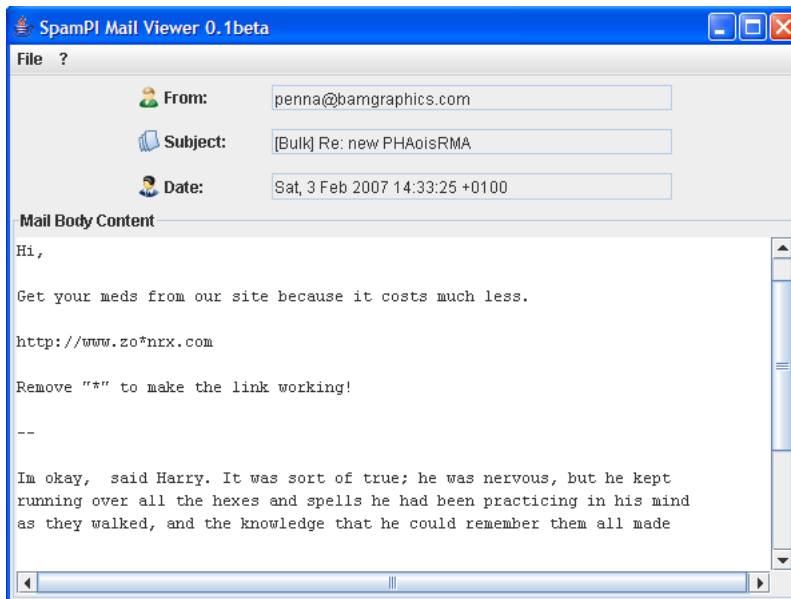 SpamPI Mail Viewer 0.1beta
File ?
From: penna@bamgraphics.com
Subject: [Bulk] Re: new PHAoisRMA
Date: Sat, 3 Feb 2007 14:33:25 +0100
Mail Body Content
Hi,
Get your meds from our site because it costs much less.
http://www.zo*nrx.com
Remove "*" to make the link working!
--
Im okay,  said Harry. It was sort of true; he was nervous, but he kept
running over all the hexes and spells he had been practicing in his mind
as they walked, and the knowledge that he could remember them all made